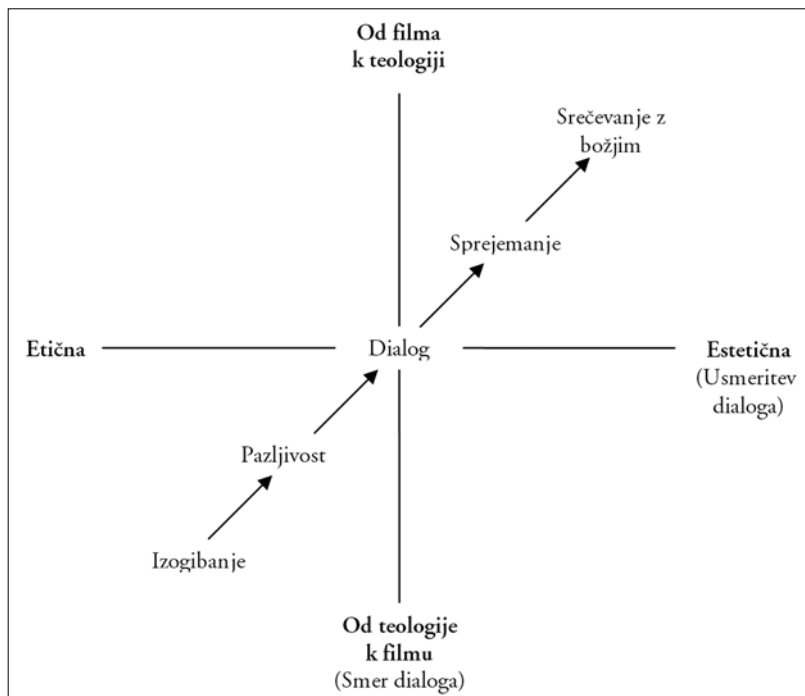 Od filma
k teologiji
Srečevanje z
božjim
Sprejemanje
Etična
Dialog
Estetična
(Usmeritev
dialoga)
Pazljivost
Izogibanje
Od teologije
k filmu
(Smer dialoga)